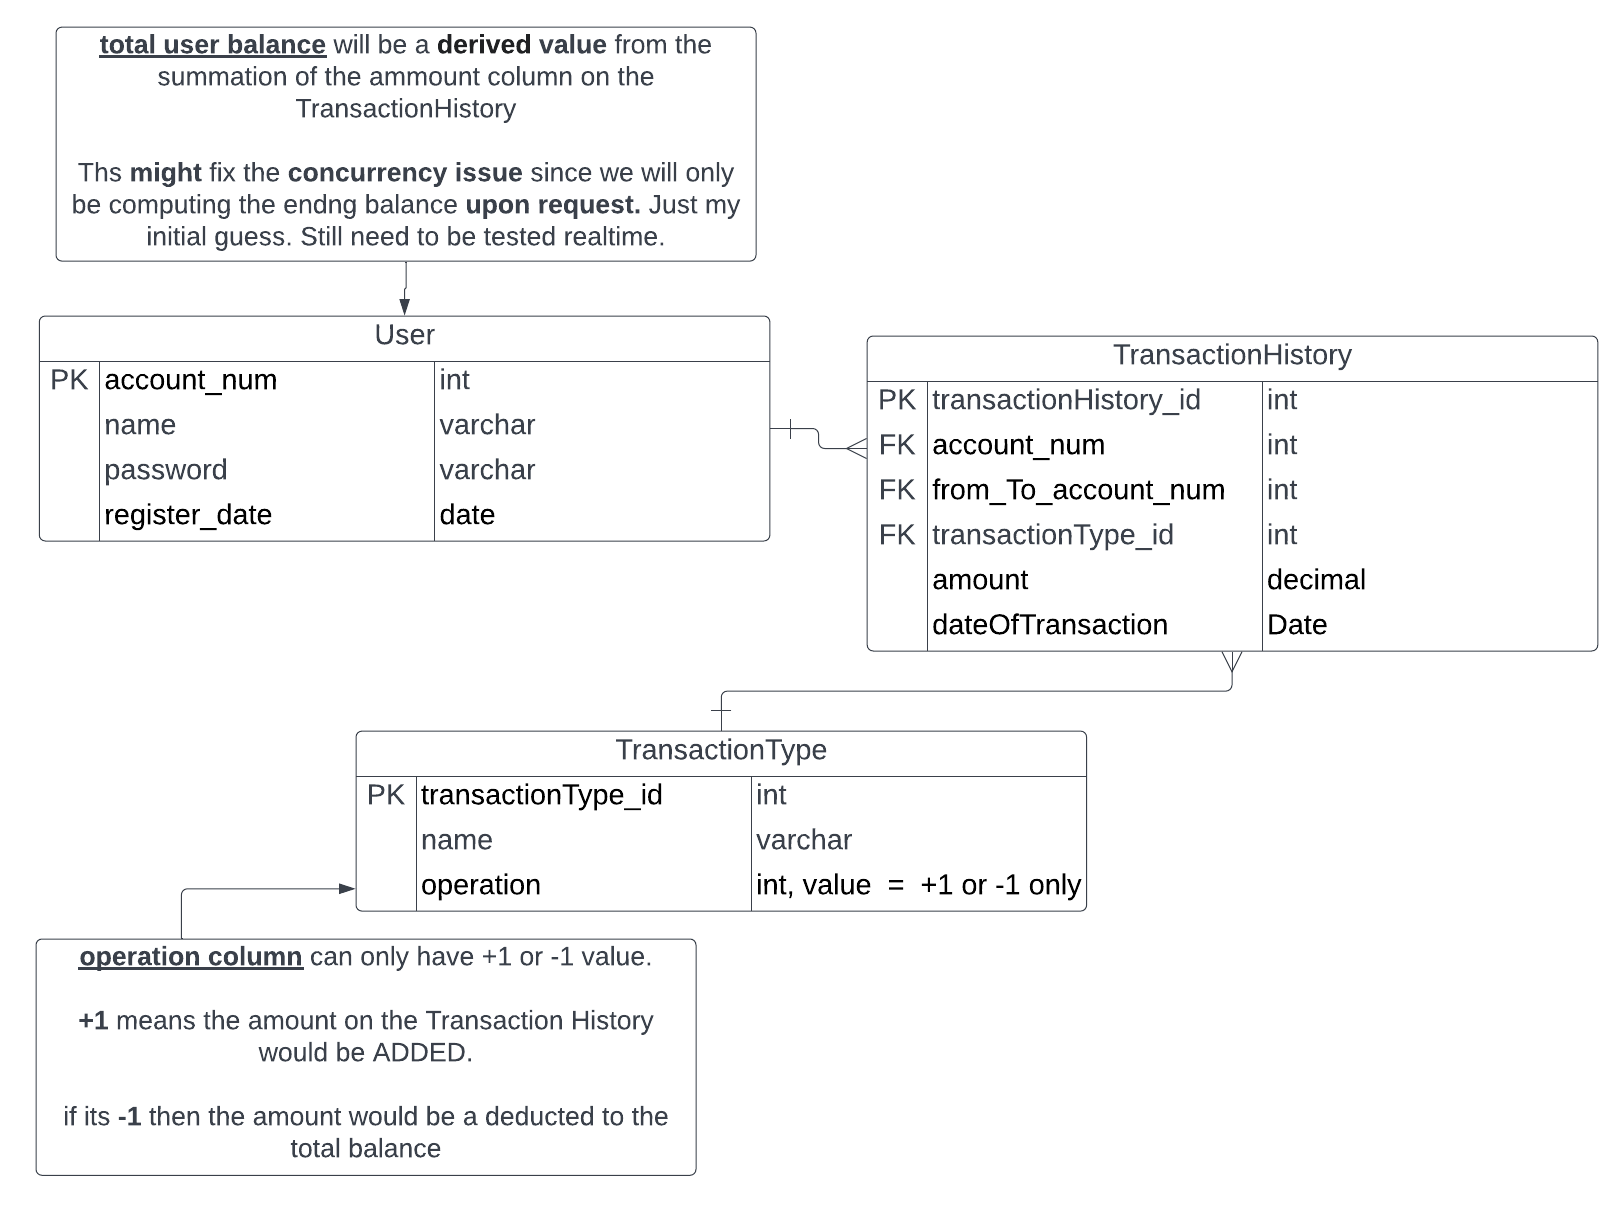 total user balance will be a derived value from the
summation of the ammount column on the
TransactionHistory
Ths might fix the concurrency issue since we will only
be computing the endng balance upon request. Just my
initial guess. Still need to be tested realtime.
User
PK account_num int
name varchar
password varchar
register_date date
TransactionHistory
PK transactionHistory_id int
FK account_num int
FK from_To_account_num int
FK transactionType_id int
amount decimal
dateOfTransaction Date
TransactionType
PK transactionType_id int
name varchar
operation int, value = +1 or -1 only
operation column can only have +1 or -1 value.
+1 means the amount on the Transaction History
would be ADDED.
if its -1 then the amount would be a deducted to the
total balance